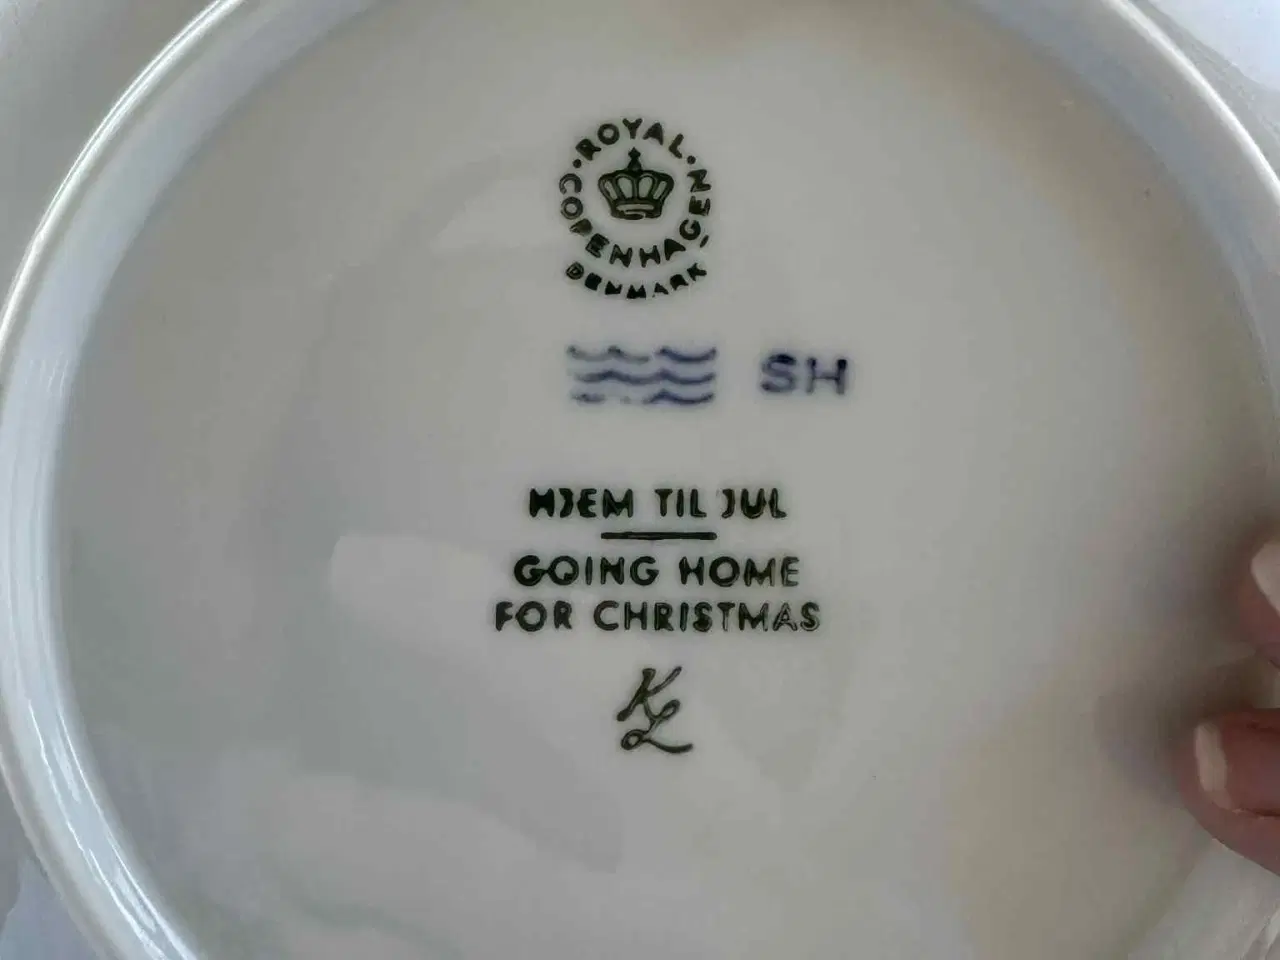 ROYAL
COPENHAGEN
DENMARK
SH
HJEM TIL JUL
GOING HOME
FOR CHRISTMAS
KL